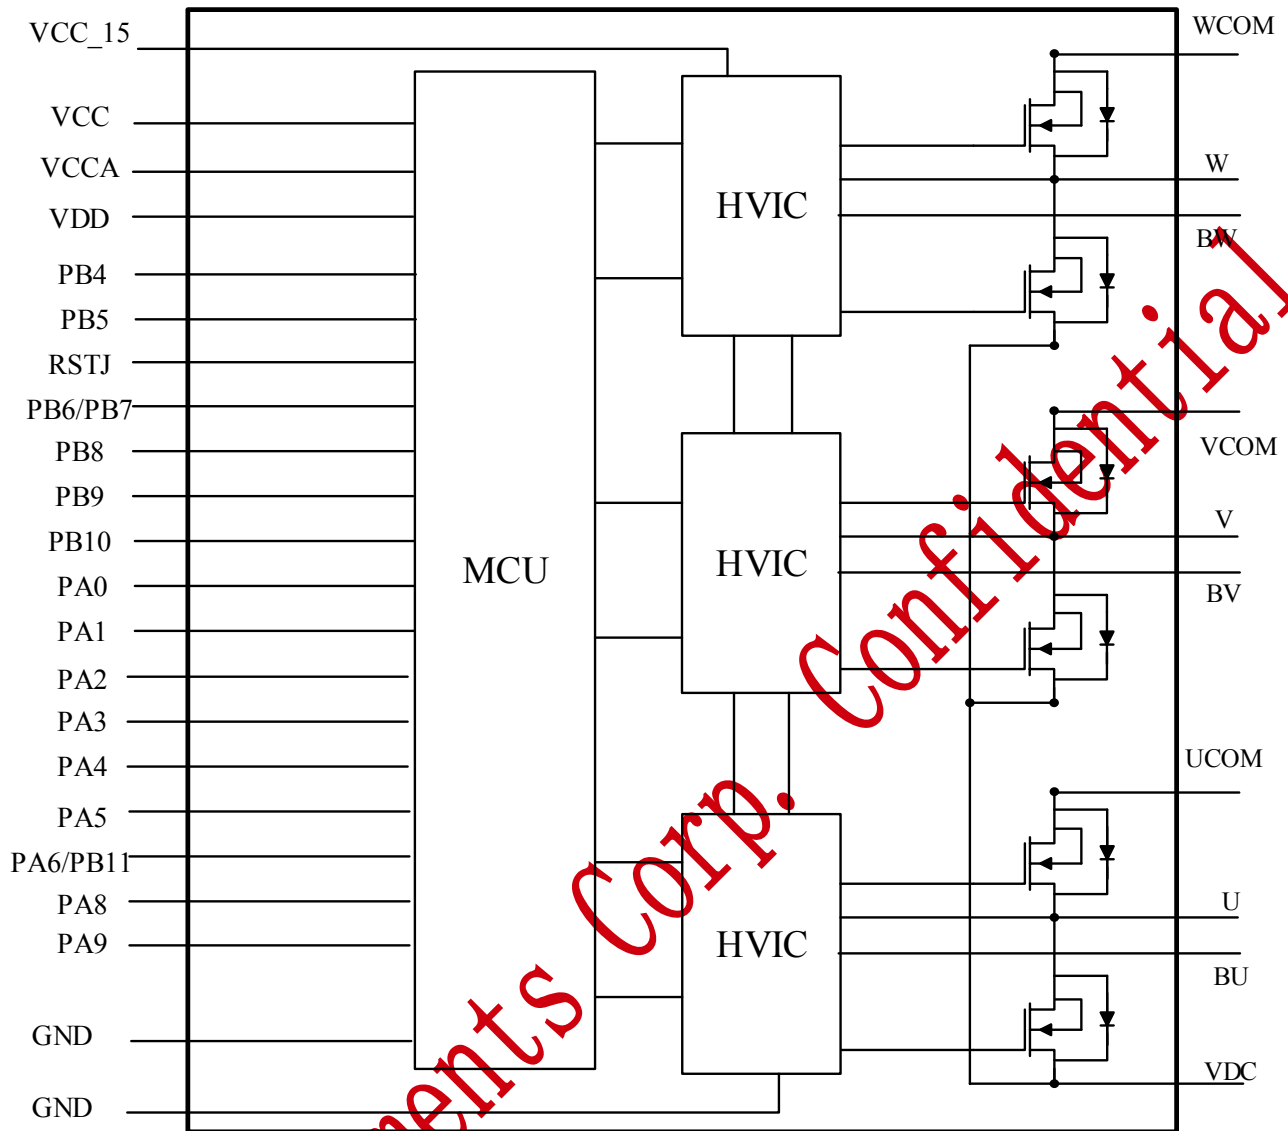 VCC_15
VCC
VCCA
VDD
PB4
PB5
RSTJ
PB6/PB7
PB8
PB9
PB10
PA0
PA1
PA2
PA3
PA4
PA5
PA6/PB11
PA8
PA9
GND
GND
MCU
HVIC
HVIC
HVIC
WCOM
W
BW
VCOM
V
BV
UCOM
U
BU
VDC
ments Corp. Confidential